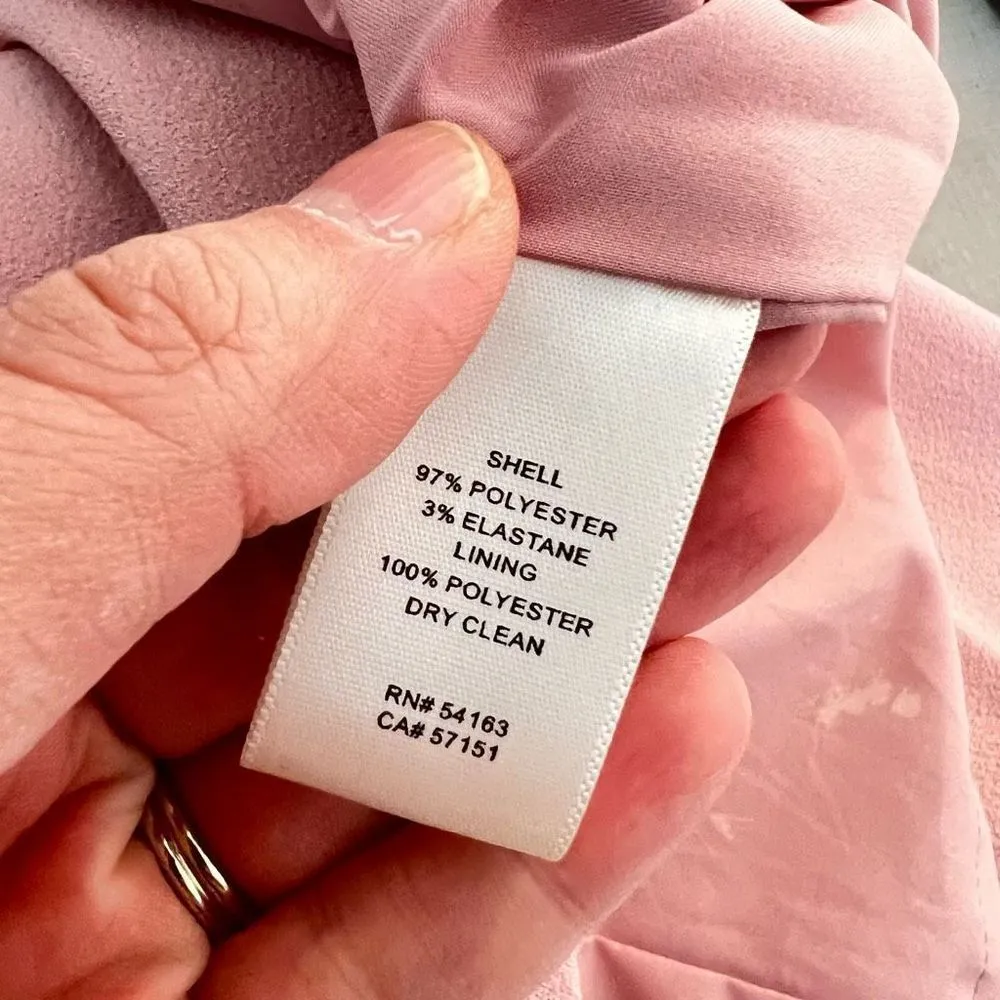 SHELL
97% POLYESTER
3% ELASTANE
LINING
100% POLYESTER
DRY CLEAN
RN# 54163
CA# 57151